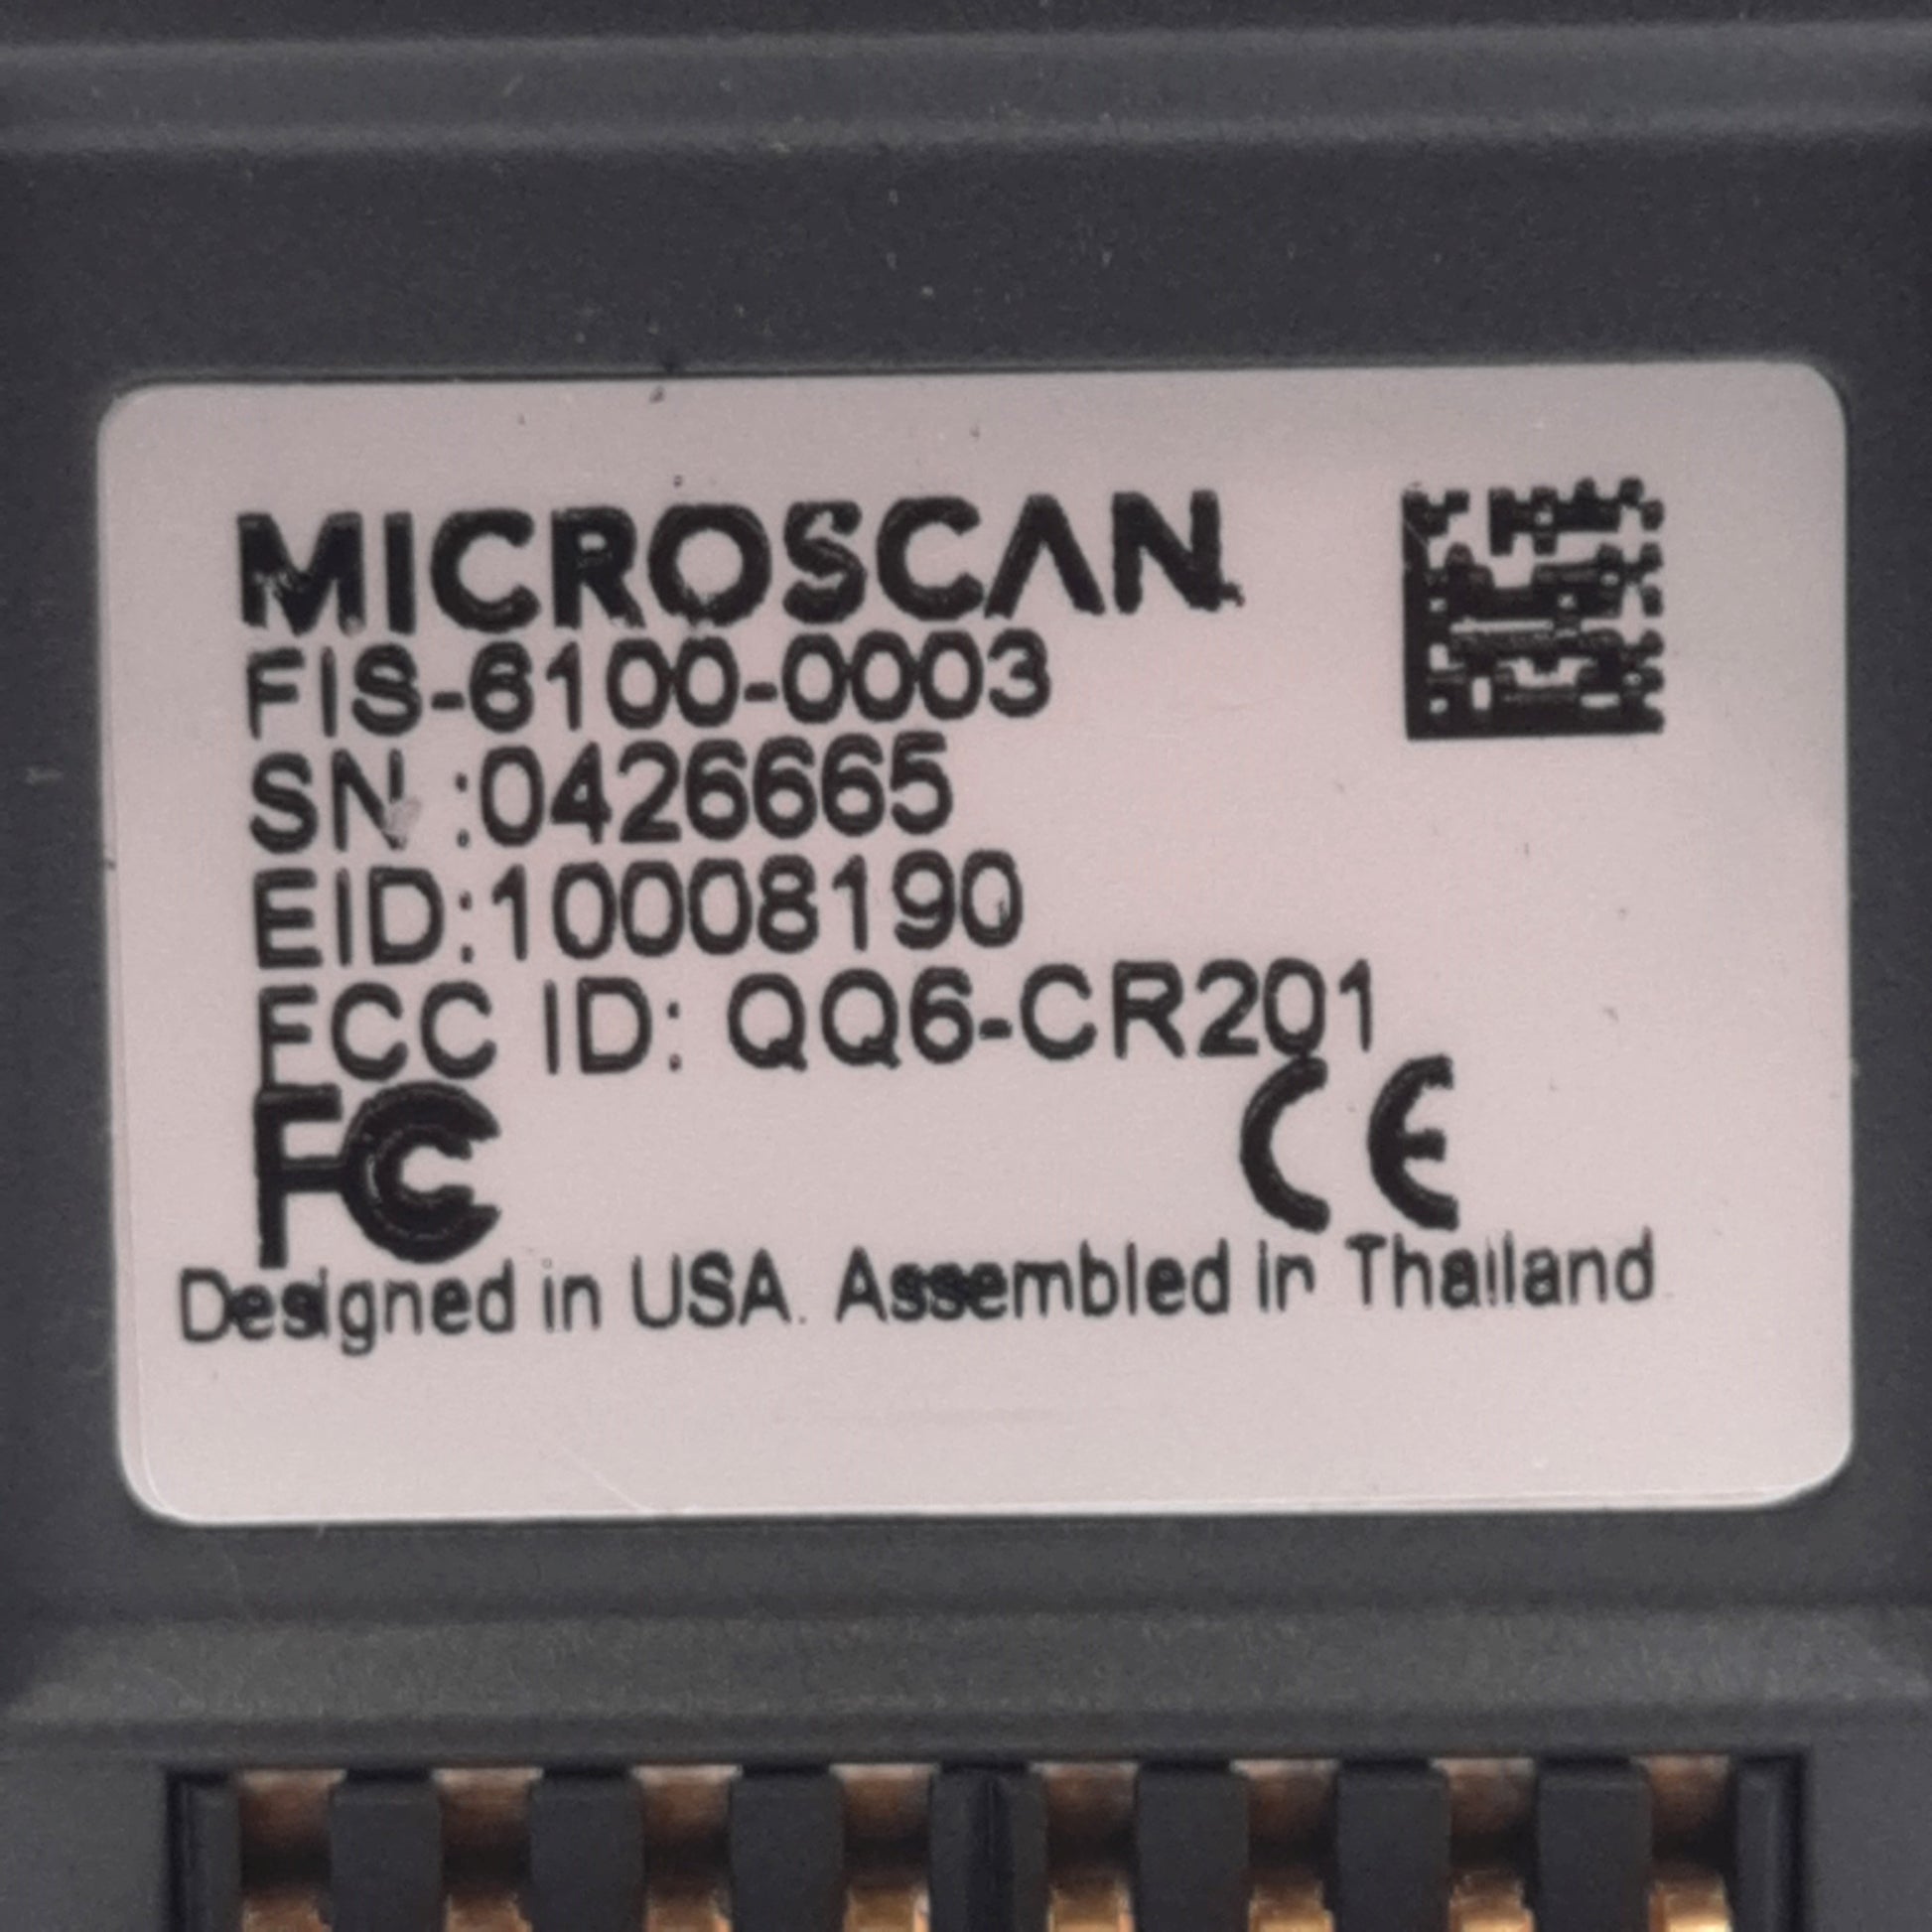 MICROSCAN.
FIS-6100-0003
SN :0426665
EID:10008190
FCC ID: QQ6-CR201
FC CE
Designed in USA. Assembled in Thailand.